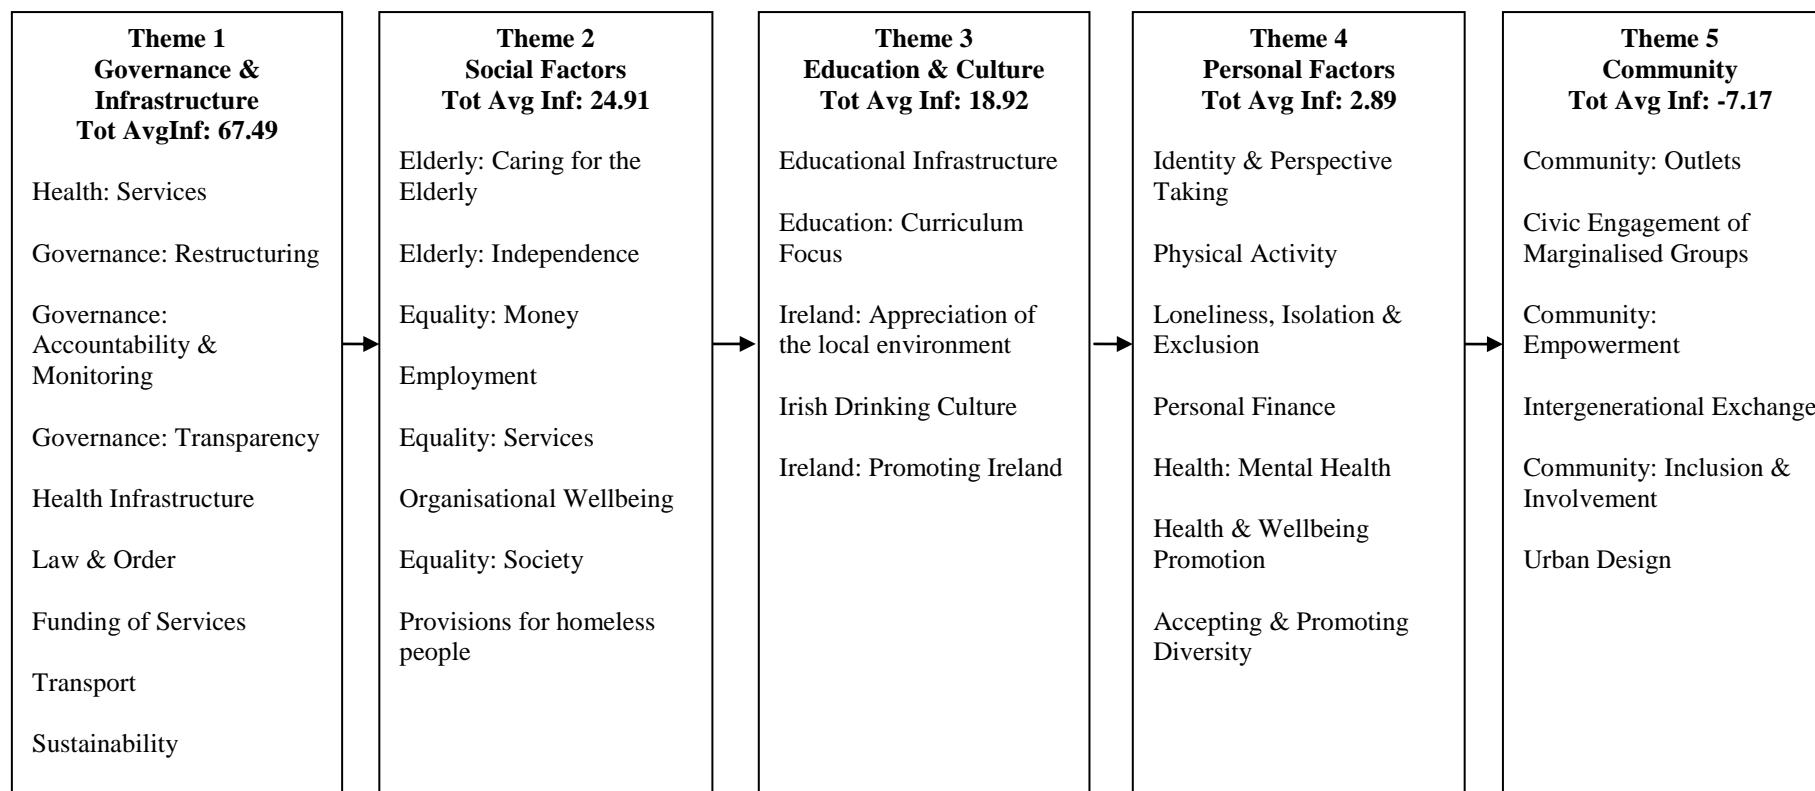 Theme 1
Governance &
Infrastructure
Tot AvgInf: 67.49
Health: Services
Governance: Restructuring
Governance:
Accountability &
Monitoring
Governance: Transparency
Health Infrastructure
Law & Order
Funding of Services
Transport
Sustainability
Theme 2
Social Factors
Tot Avg Inf: 24.91
Elderly: Caring for the
Elderly
Elderly: Independence
Equality: Money
Employment
Equality: Services
Organisational Wellbeing
Equality: Society
Provisions for homeless
people
Theme 3
Education & Culture
Tot Avg Inf: 18.92
Educational Infrastructure
Education: Curriculum
Focus
Ireland: Appreciation of
the local environment
Irish Drinking Culture
Ireland: Promoting Ireland
Theme 4
Personal Factors
Tot Avg Inf: 2.89
Identity & Perspective
Taking
Physical Activity
Loneliness, Isolation &
Exclusion
Personal Finance
Health: Mental Health
Health & Wellbeing
Promotion
Accepting & Promoting
Diversity
Theme 5
Community
Tot Avg Inf: -7.17
Community: Outlets
Civic Engagement of
Marginalised Groups
Community:
Empowerment
Intergenerational Exchange
Community: Inclusion &
Involvement
Urban Design